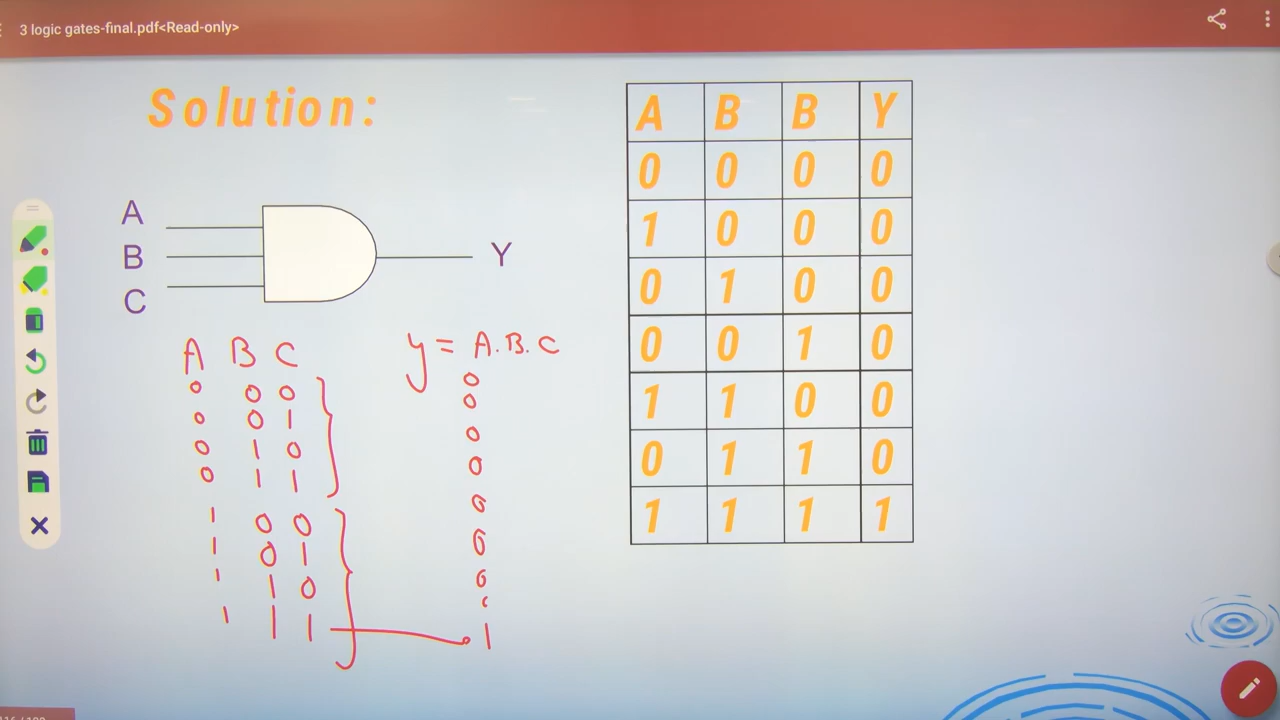 3 logic gates-final.pdf<Read-only>
Solution:
A
B
C
Y
A B C y = A.B.C
0 0 0 0
0 0 1 0
0 1 0 0
0 1 1 0
1 0 0 0
1 0 1 0
1 1 0 0
1 1 1 1
A B B Y
0 0 0 0
1 0 0 0
0 1 0 0
0 0 1 0
1 1 0 0
0 1 1 0
1 1 1 1